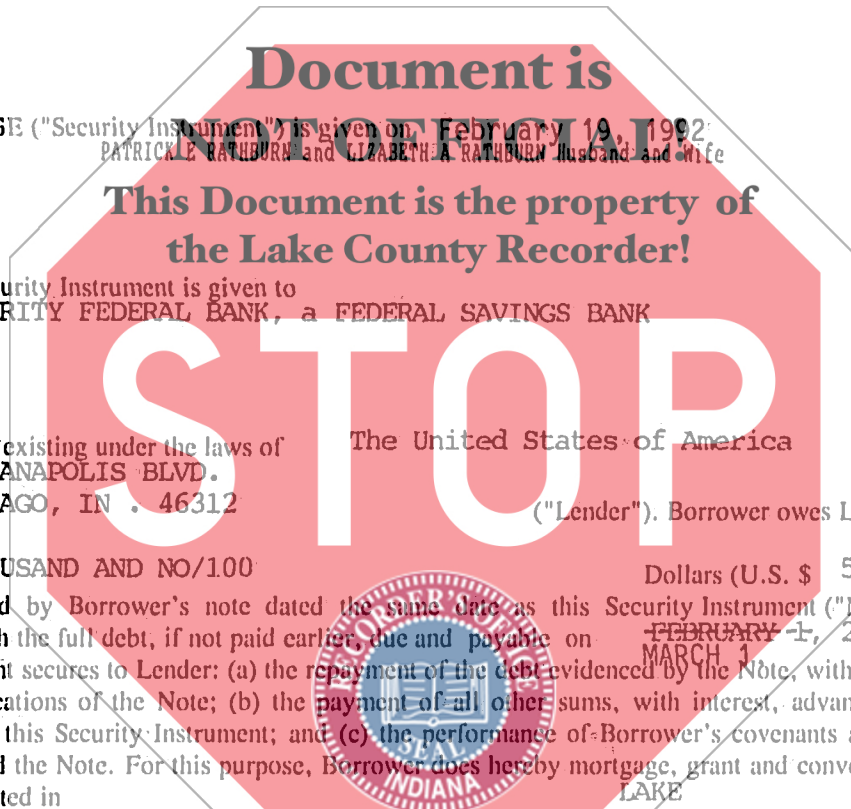 Document is
NOT OFFICIAL!
This Document is the property of
the Lake County Recorder!
STOP
RECORDER'S OFFICE
SEAL
INDIANA
GE ("Security Instrument") is given on February 19, 1992
PATRICK E RATHBURN and LIZABETH A RATHBURN Husband and Wife
urity Instrument is given to
RITY FEDERAL BANK, a FEDERAL SAVINGS BANK
existing under the laws of The United States of America
ANAPOLIS BLVD.
AGO, IN . 46312
("Lender"). Borrower owes L
USAND AND NO/100
Dollars (U.S. $ 5
d by Borrower's note dated the same date as this Security Instrument ("N
h the full debt, if not paid earlier, due and payable on FEBRUARY 1, 2
MARCH 1
nt secures to Lender: (a) the repayment of the debt evidenced by the Note, with
cations of the Note; (b) the payment of all other sums, with interest, advan
this Security Instrument; and (c) the performance of Borrower's covenants a
d the Note. For this purpose, Borrower does hereby mortgage, grant and conve
ted in LAKE